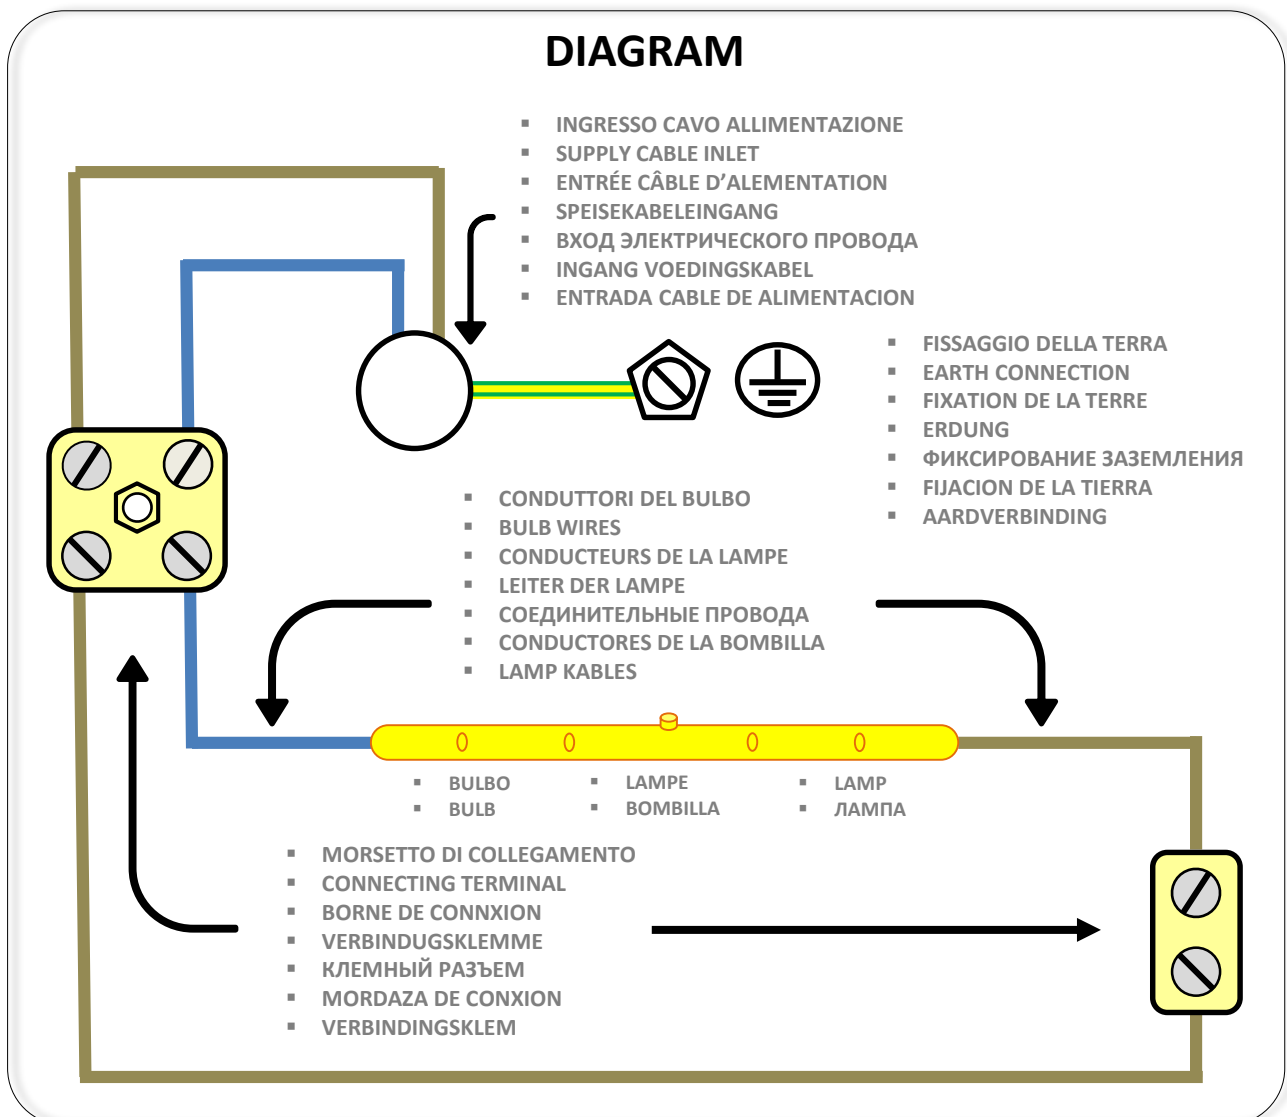 DIAGRAM
INGRESSO CAVO ALLIMENTAZIONE
SUPPLY CABLE INLET
ENTRÉE CÂBLE D’ALEMENTATION
SPEISEKABELEINGANG
ВХОД ЭЛЕКТРИЧЕСКОГО ПРОВОДА
INGANG VOEDINGSKABEL
ENTRADA CABLE DE ALIMENTACION
FISSAGGIO DELLA TERRA
EARTH CONNECTION
FIXATION DE LA TERRE
ERDUNG
ФИКСИРОВАНИЕ ЗАЗЕМЛЕНИЯ
FIJACION DE LA TIERRA
AARDVERBINDING
CONDUTTORI DEL BULBO
BULB WIRES
CONDUCTEURS DE LA LAMPE
LEITER DER LAMPE
СОЕДИНИТЕЛЬНЫЕ ПРОВОДА
CONDUCTORES DE LA BOMBILLA
LAMP KABLES
BULBO
BULB
LAMPE
BOMBILLA
LAMP
ЛАМПА
MORSETTO DI COLLEGAMENTO
CONNECTING TERMINAL
BORNE DE CONNXION
VERBINDUGSKLEMME
КЛЕМНЫЙ РАЗЪЕМ
MORDAZA DE CONXION
VERBINDINGSKLEM